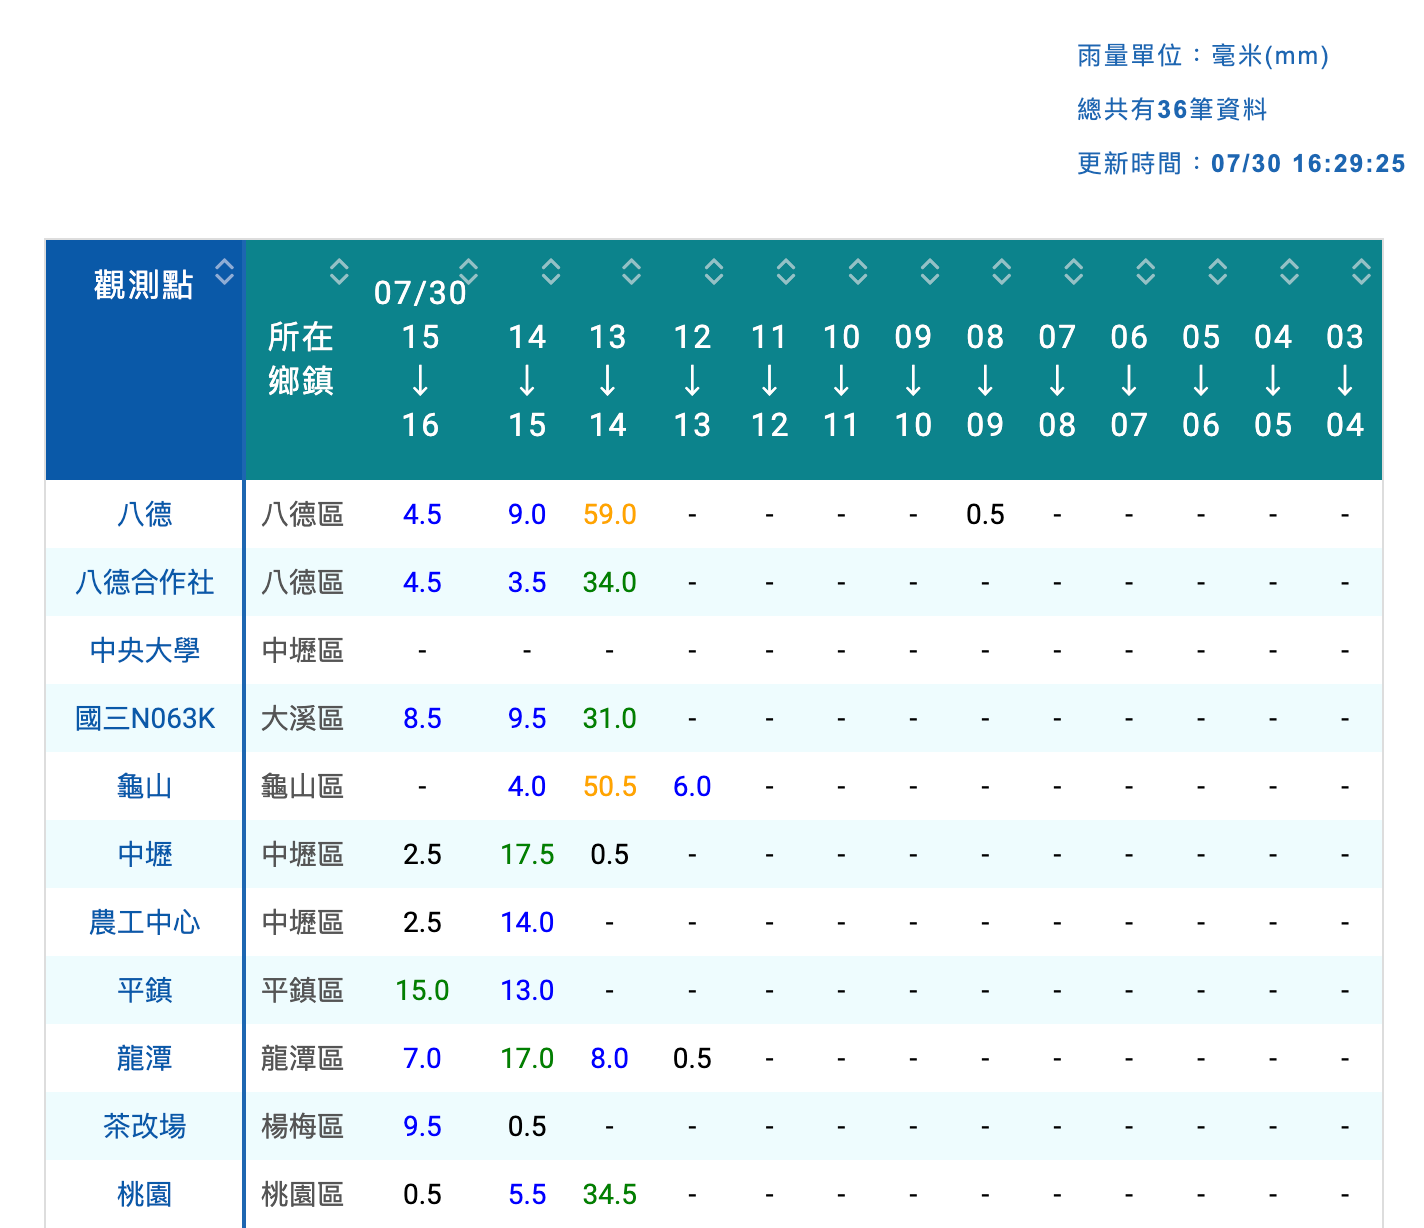 雨量單位：毫米(mm)
總共有36筆資料
更新時間：07/30 16:29:25
觀測點 所在鄉鎮 07/30 15↓16 14↓15 13↓14 12↓13 11↓12 10↓11 09↓10 08↓09 07↓08 06↓07 05↓06 04↓05 03↓04
八德 八德區 4.5 9.0 59.0 - - - - 0.5 - - - - -
八德合作社 八德區 4.5 3.5 34.0 - - - - - - - - - -
中央大學 中壢區 - - - - - - - - - - - - -
國三N063K 大溪區 8.5 9.5 31.0 - - - - - - - - - -
龜山 龜山區 - 4.0 50.5 6.0 - - - - - - - - -
中壢 中壢區 2.5 17.5 0.5 - - - - - - - - - -
農工中心 中壢區 2.5 14.0 - - - - - - - - - - -
平鎮 平鎮區 15.0 13.0 - - - - - - - - - - -
龍潭 龍潭區 7.0 17.0 8.0 0.5 - - - - - - - - -
茶改場 楊梅區 9.5 0.5 - - - - - - - - - - -
桃園 桃園區 0.5 5.5 34.5 - - - - - - - - - -